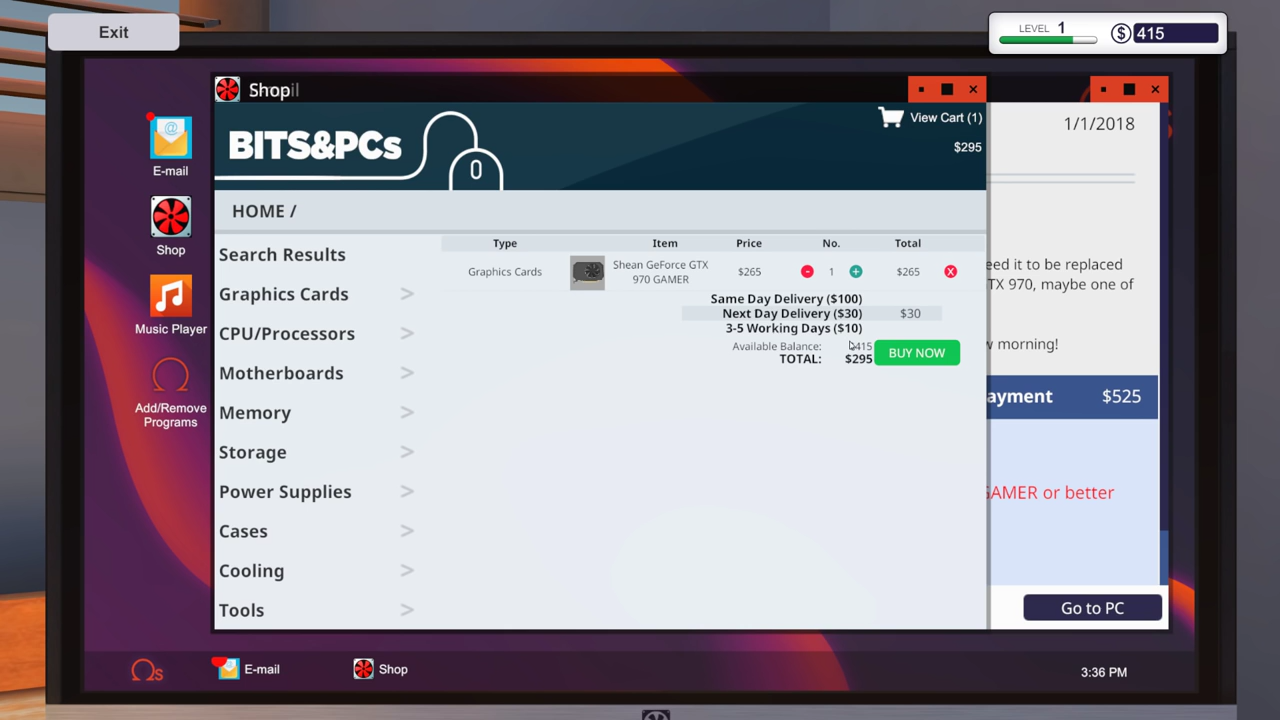 Exit
LEVEL 1
$ 415
E-mail
Shop
Music Player
Add/Remove
Programs
Shop
BITS&PCs
View Cart (1)
$295
HOME /
Search Results
Graphics Cards >
CPU/Processors >
Motherboards >
Memory >
Storage >
Power Supplies >
Cases >
Cooling >
Tools >
Type Item Price No. Total
Graphics Cards Shean GeForce GTX 970 GAMER $265 - 1 + $265 X
Same Day Delivery ($100)
Next Day Delivery ($30) $30
3-5 Working Days ($10)
Available Balance: $415
TOTAL: $295
BUY NOW
1/1/2018
eed it to be replaced
TX 970, maybe one of
w morning!
ayment $525
GAMER or better
Go to PC
Ωs
E-mail
Shop
3:36 PM